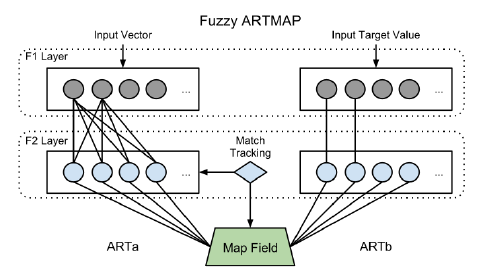 Fuzzy ARTMAP
Input Vector
Input Target Value
F1 Layer
...
...
F2 Layer
Match
Tracking
...
...
ARTa
Map Field
ARTb